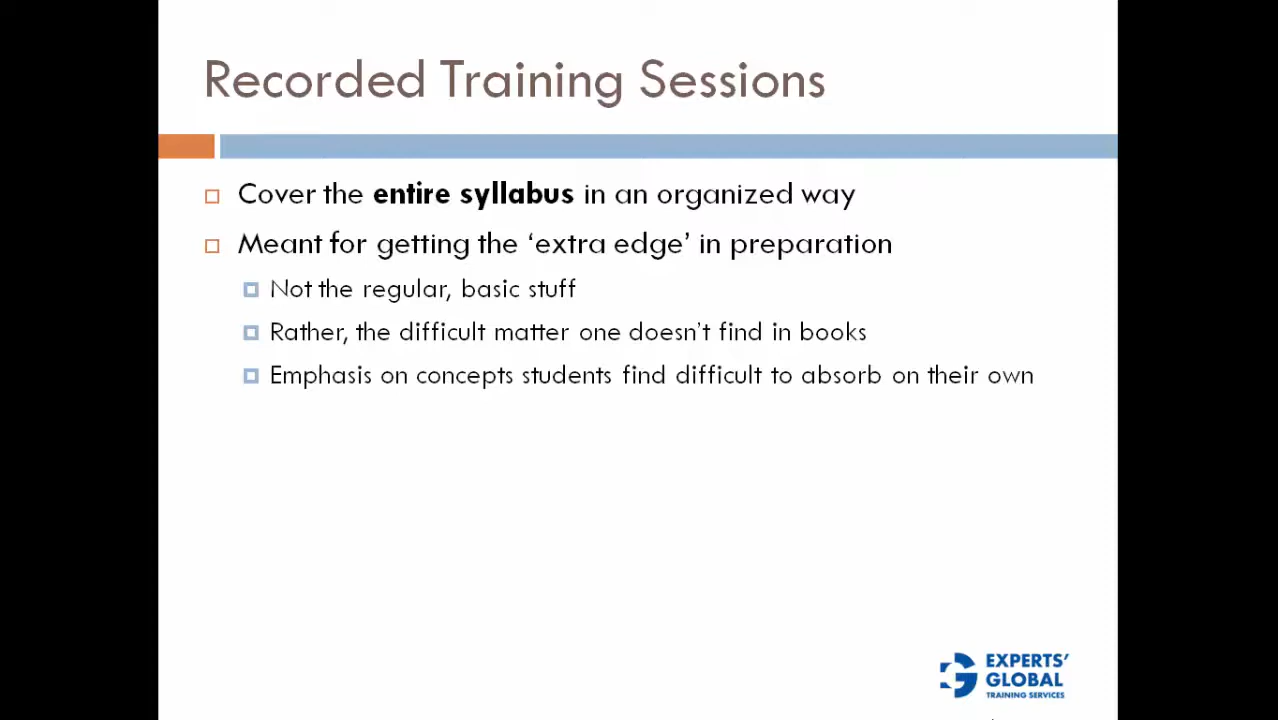 Recorded Training Sessions
Cover the entire syllabus in an organized way
Meant for getting the ‘extra edge’ in preparation
Not the regular, basic stuff
Rather, the difficult matter one doesn’t find in books
Emphasis on concepts students find difficult to absorb on their own
EXPERTS’
GLOBAL
TRAINING SERVICES